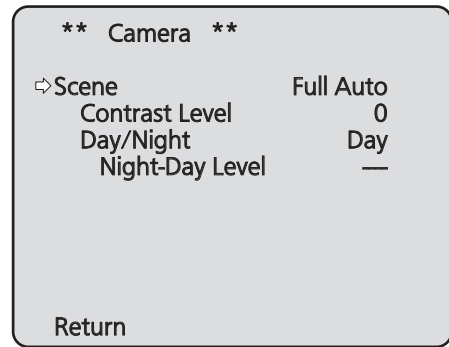 ** Camera **
⇨Scene Full Auto
Contrast Level 0
Day/Night Day
Night-Day Level ---
Return